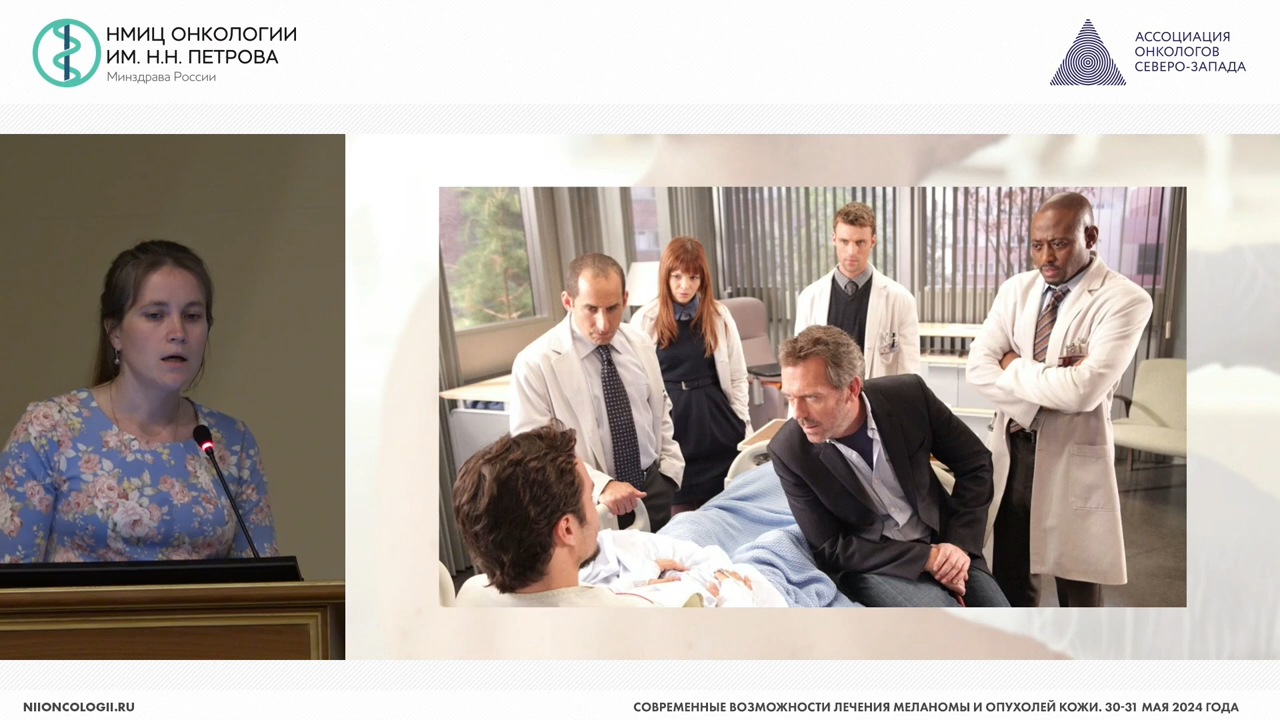 НМИЦ ОНКОЛОГИИ
ИМ. Н.Н. ПЕТРОВА
Минздрава России
АССОЦИАЦИЯ
ОНКОЛОГОВ
СЕВЕРО-ЗАПАДА
NIIONCOLOGII.RU
СОВРЕМЕННЫЕ ВОЗМОЖНОСТИ ЛЕЧЕНИЯ МЕЛАНОМЫ И ОПУХОЛЕЙ КОЖИ. 30-31 МАЯ 2024 ГОДА